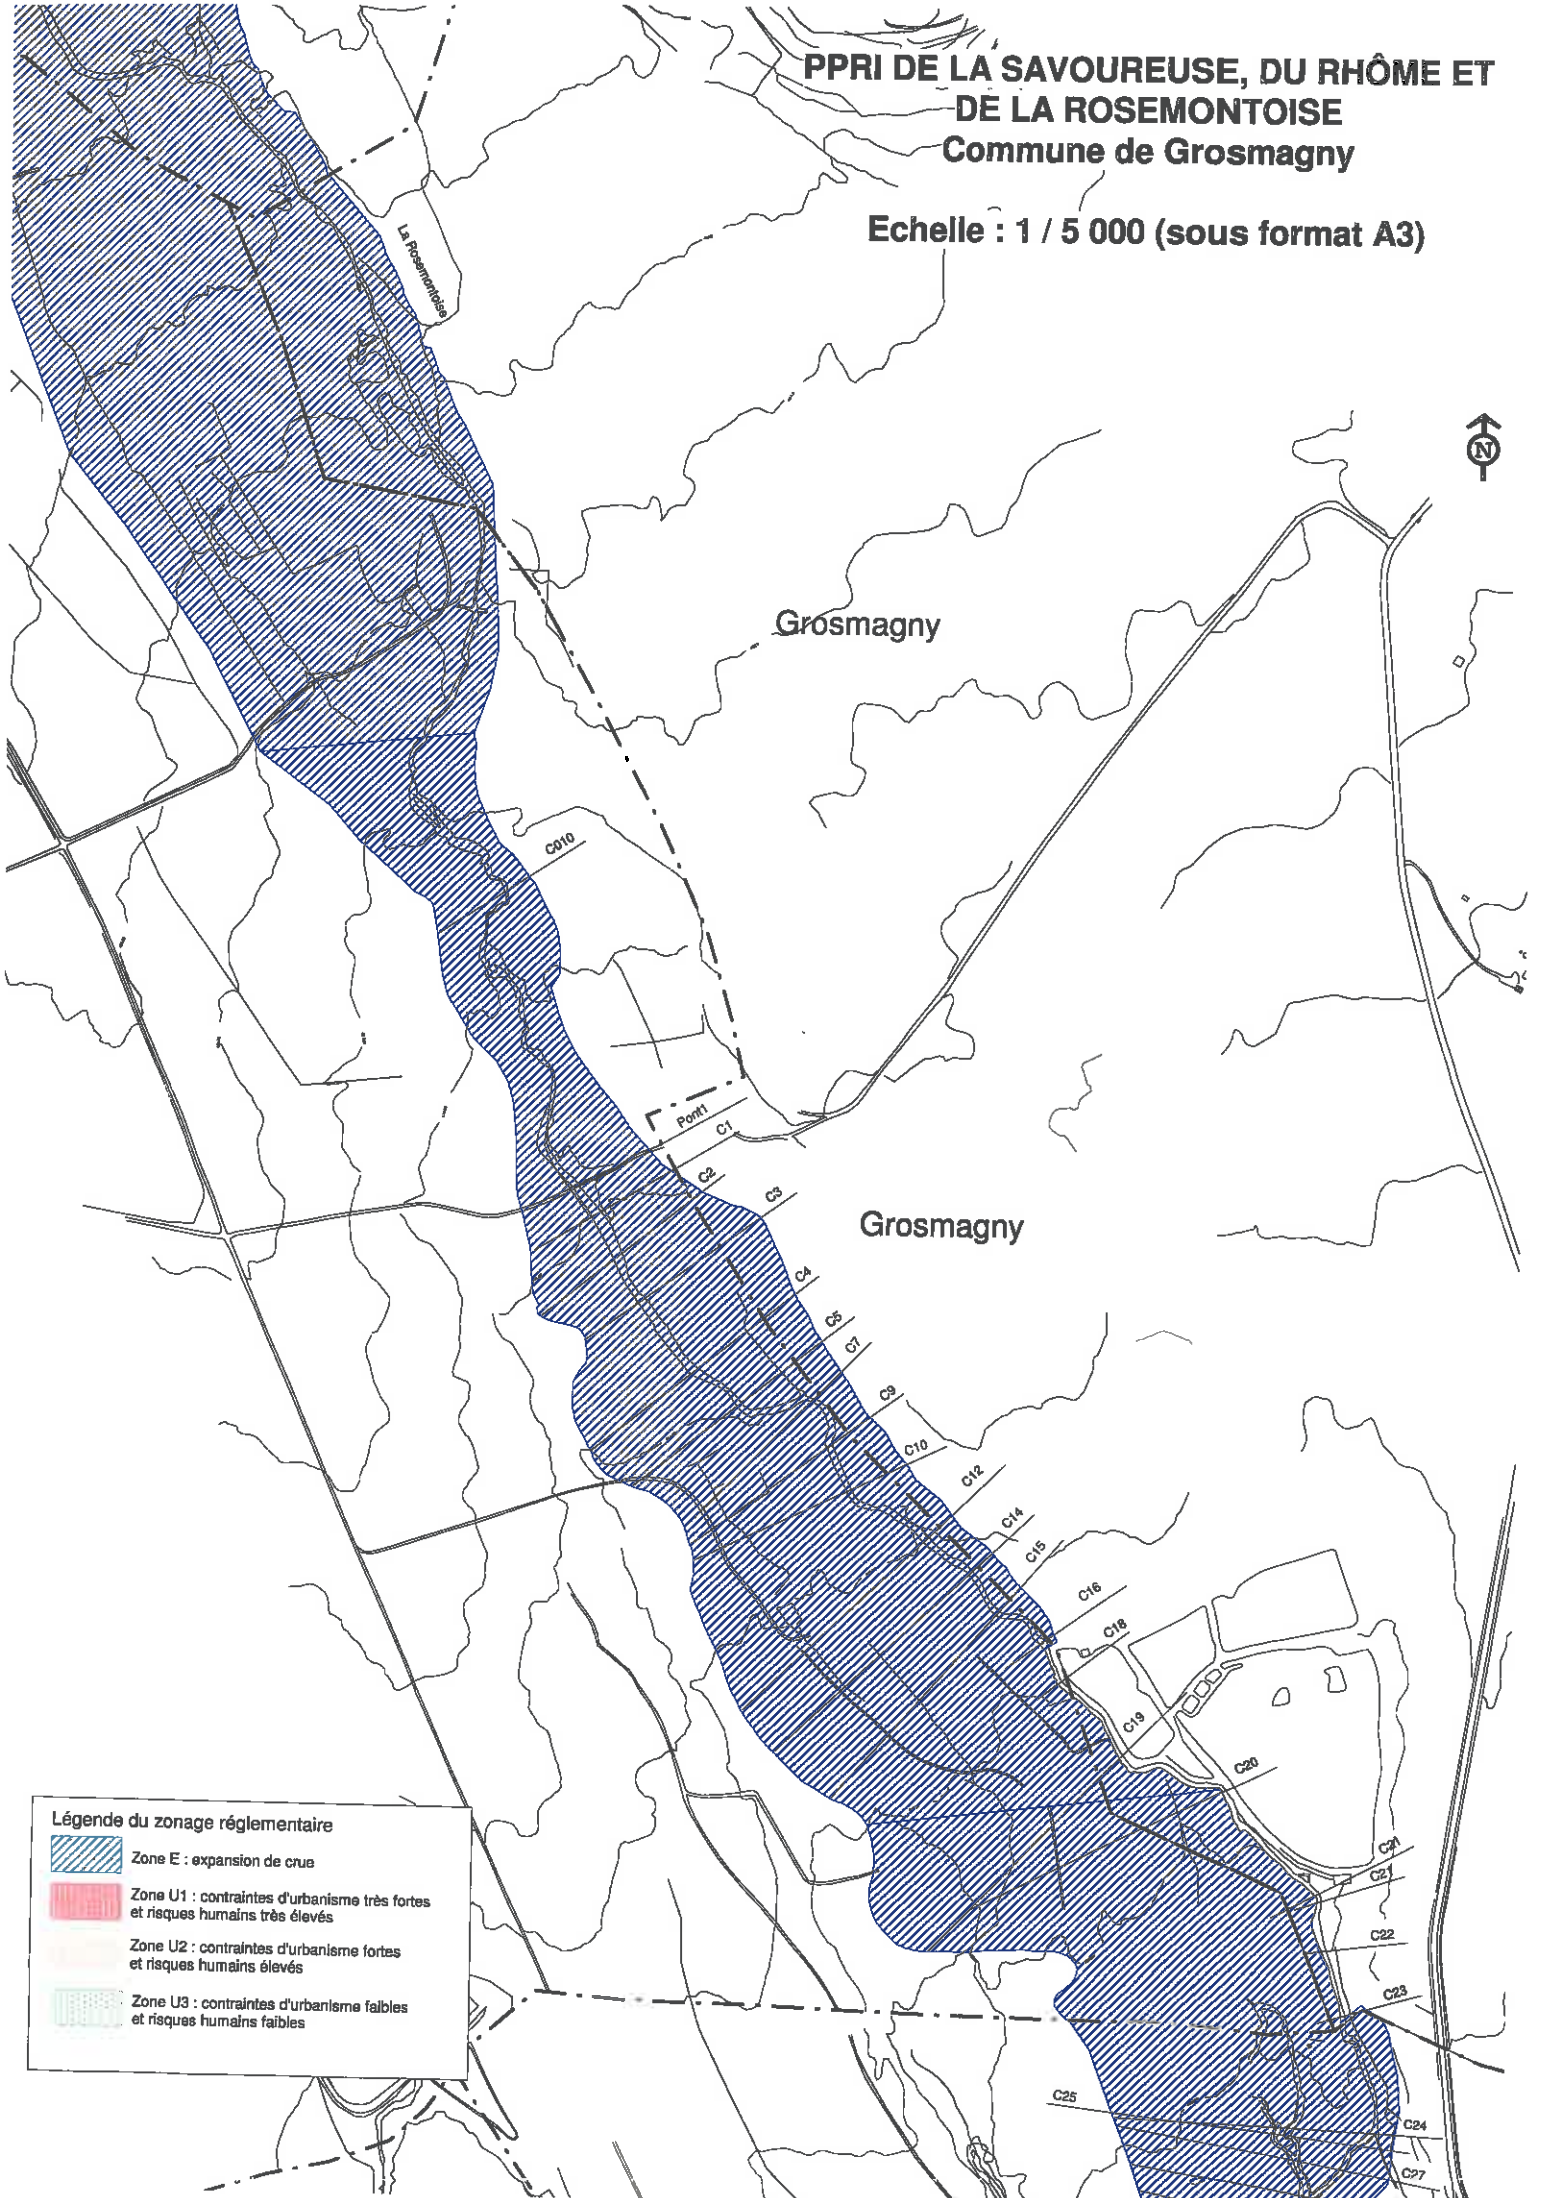 PPRI DE LA SAVOUREUSE, DU RHÔME ET
DE LA ROSEMONTOISE
Commune de Grosmagny
Echelle : 1 / 5 000 (sous format A3)
La Rosemontoise
N
Grosmagny
C010
Pont1
C1
C2
C3
Grosmagny
C4
C5
C7
C9
C10
C12
C14
C15
C16
C18
C19
C20
C21
C21
C22
C23
C25
C24
C27
Légende du zonage réglementaire
Zone E : expansion de crue
Zone U1 : contraintes d'urbanisme très fortes
et risques humains très élevés
Zone U2 : contraintes d'urbanisme fortes
et risques humains élevés
Zone U3 : contraintes d'urbanisme faibles
et risques humains faibles